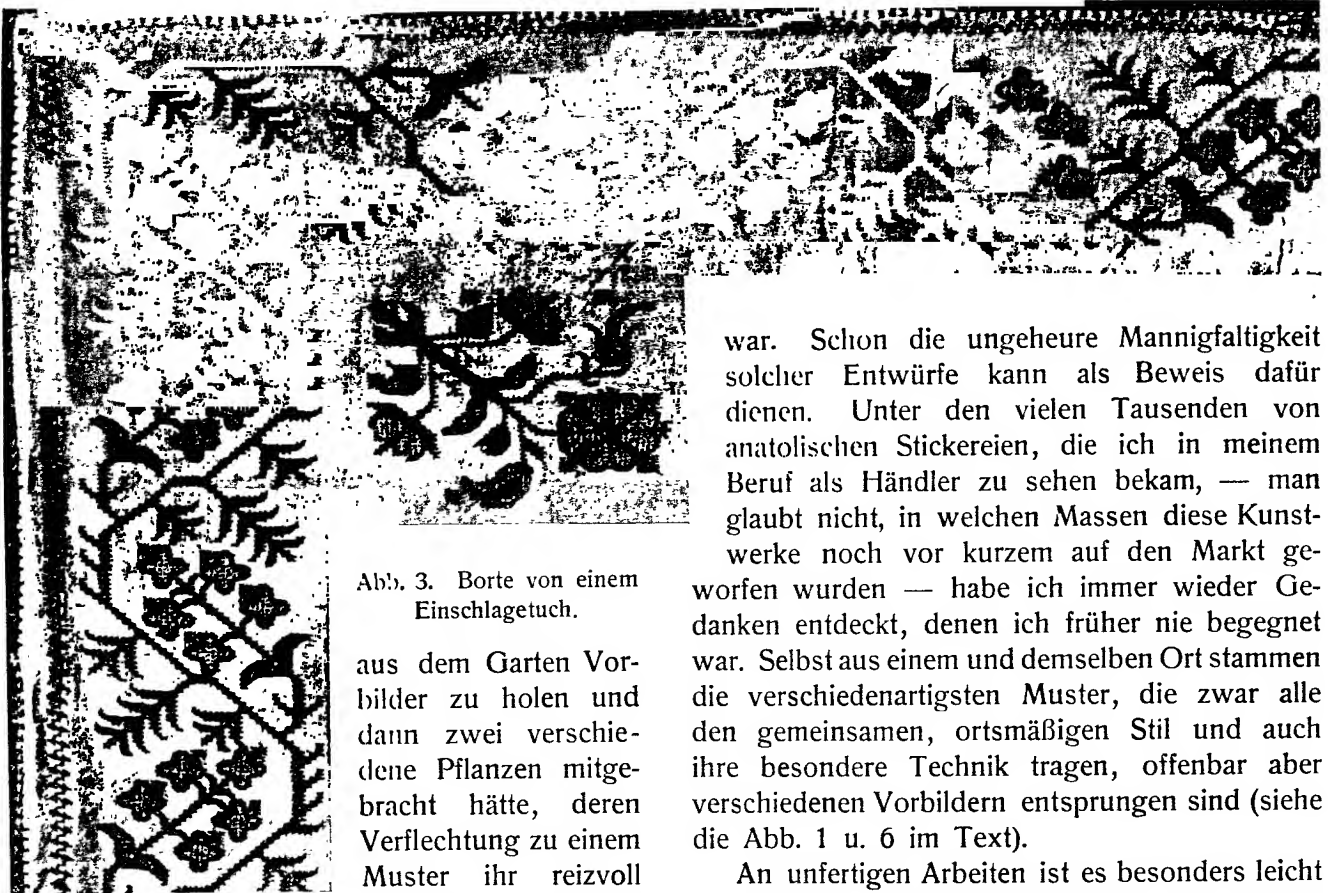 Abb. 3. Borte von einem
Einschlagetuch.
aus dem Garten Vor-
bilder zu holen und
dann zwei verschie-
dene Pflanzen mitge-
bracht hätte, deren
Verflechtung zu einem
Muster ihr reizvoll
war. Schon die ungeheure Mannigfaltigkeit
solcher Entwürfe kann als Beweis dafür
dienen. Unter den vielen Tausenden von
anatolischen Stickereien, die ich in meinem
Beruf als Händler zu sehen bekam, — man
glaubt nicht, in welchen Massen diese Kunst-
werke noch vor kurzem auf den Markt ge-
worfen wurden — habe ich immer wieder Ge-
danken entdeckt, denen ich früher nie begegnet
war. Selbst aus einem und demselben Ort stammen
die verschiedenartigsten Muster, die zwar alle
den gemeinsamen, ortsmäßigen Stil und auch
ihre besondere Technik tragen, offenbar aber
verschiedenen Vorbildern entsprungen sind (siehe
die Abb. 1 u. 6 im Text).
An unfertigen Arbeiten ist es besonders leicht